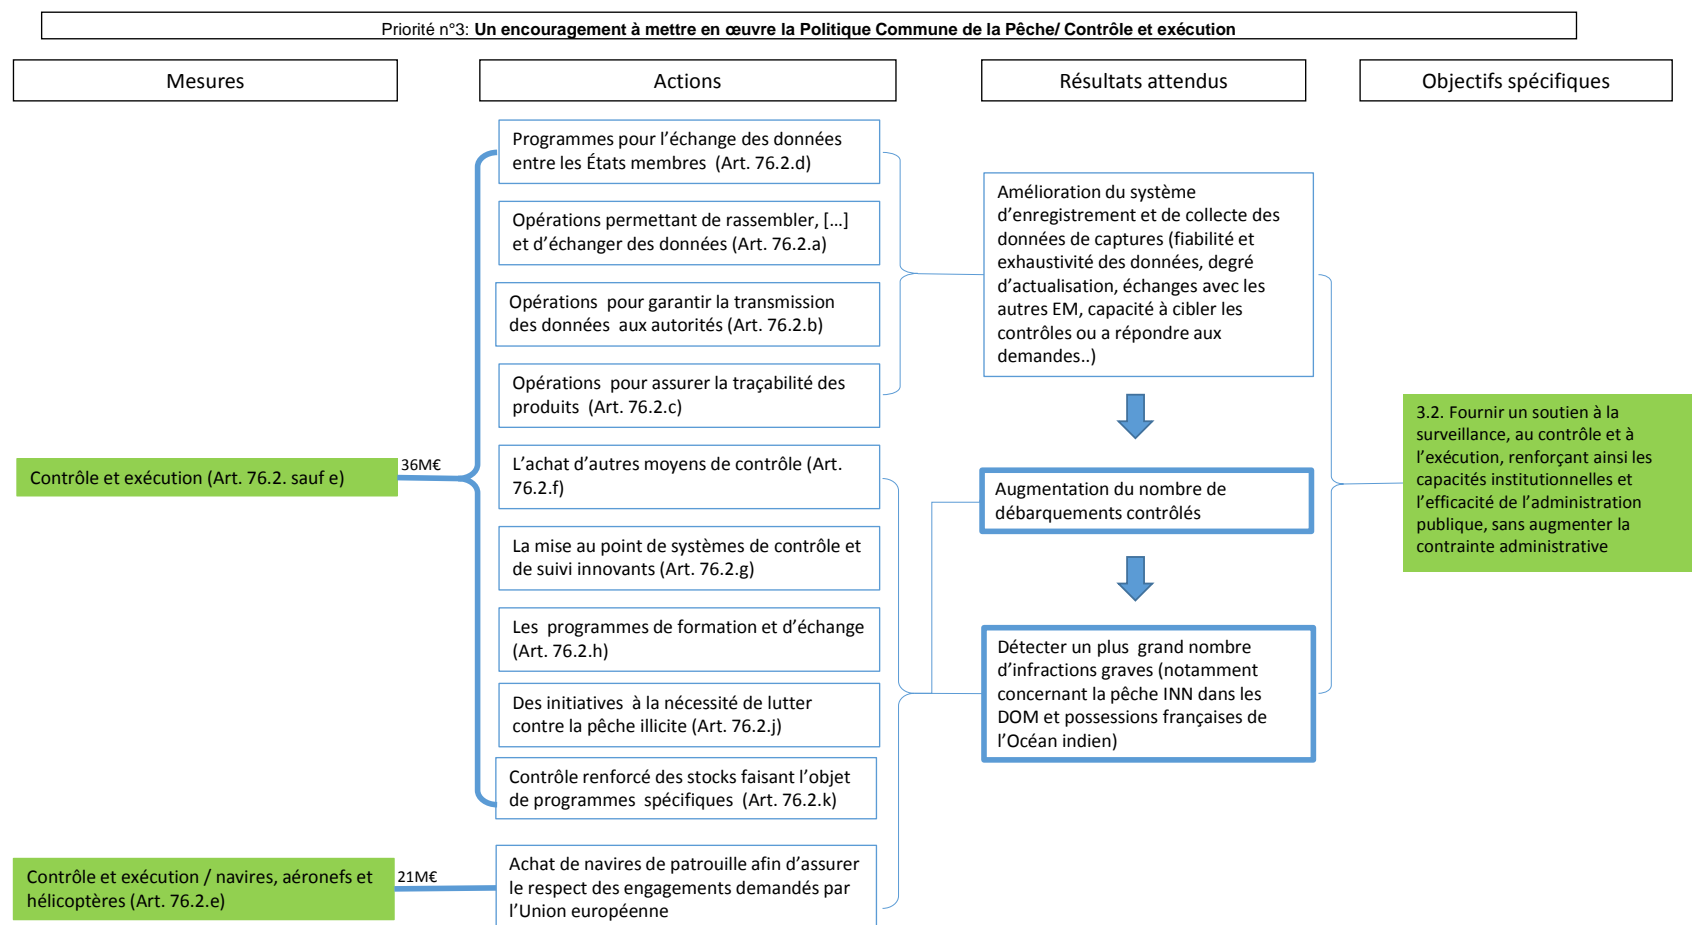 Priorité n°3: Un encouragement à mettre en œuvre la Politique Commune de la Pêche/ Contrôle et exécution
Mesures
Actions
Résultats attendus
Objectifs spécifiques
Contrôle et exécution (Art. 76.2. sauf e)
36M€
Contrôle et exécution / navires, aéronefs et
hélicoptères (Art. 76.2.e)
21M€
Programmes pour l’échange des données
entre les États membres (Art. 76.2.d)
Opérations permettant de rassembler, […]
et d’échanger des données (Art. 76.2.a)
Opérations pour garantir la transmission
des données aux autorités (Art. 76.2.b)
Opérations pour assurer la traçabilité des
produits (Art. 76.2.c)
L’achat d’autres moyens de contrôle (Art.
76.2.f)
La mise au point de systèmes de contrôle et
de suivi innovants (Art. 76.2.g)
Les programmes de formation et d’échange
(Art. 76.2.h)
Des initiatives à la nécessité de lutter
contre la pêche illicite (Art. 76.2.j)
Contrôle renforcé des stocks faisant l’objet
de programmes spécifiques (Art. 76.2.k)
Achat de navires de patrouille afin d’assurer
le respect des engagements demandés par
l’Union européenne
Amélioration du système
d’enregistrement et de collecte des
données de captures (fiabilité et
exhaustivité des données, degré
d’actualisation, échanges avec les
autres EM, capacité à cibler les
contrôles ou a répondre aux
demandes..)
Augmentation du nombre de
débarquements contrôlés
Détecter un plus grand nombre
d’infractions graves (notamment
concernant la pêche INN dans les
DOM et possessions françaises de
l’Océan indien)
3.2. Fournir un soutien à la
surveillance, au contrôle et à
l’exécution, renforçant ainsi les
capacités institutionnelles et
l’efficacité de l’administration
publique, sans augmenter la
contrainte administrative